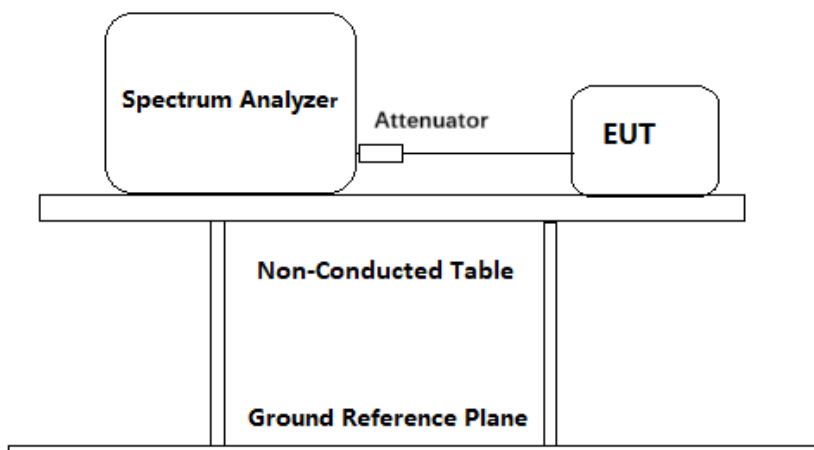 Spectrum Analyzer
Attenuator
EUT
Non-Conducted Table
Ground Reference Plane